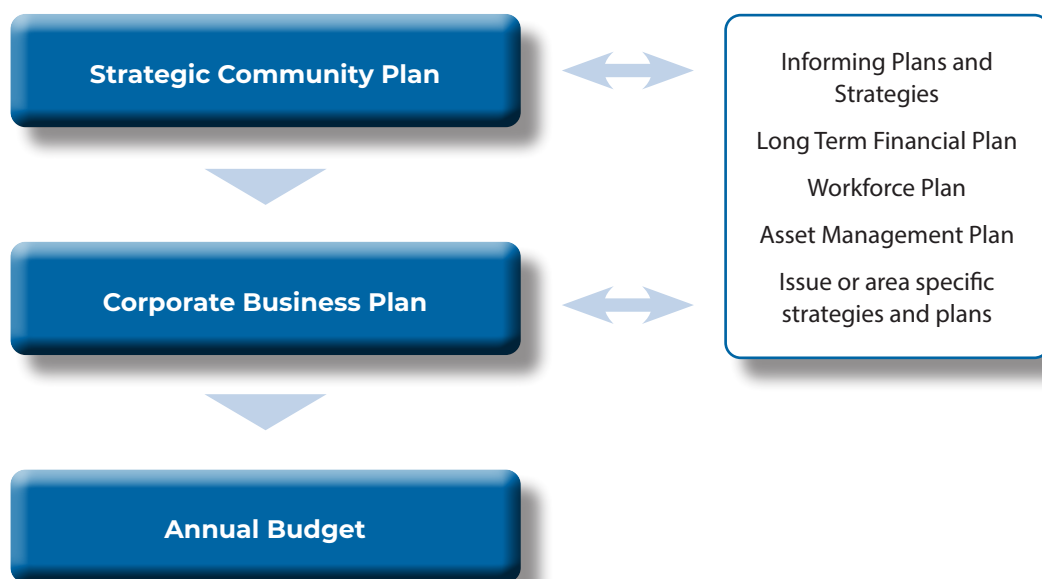 Strategic Community Plan
Corporate Business Plan
Annual Budget
Informing Plans and
Strategies
Long Term Financial Plan
Workforce Plan
Asset Management Plan
Issue or area specific
strategies and plans